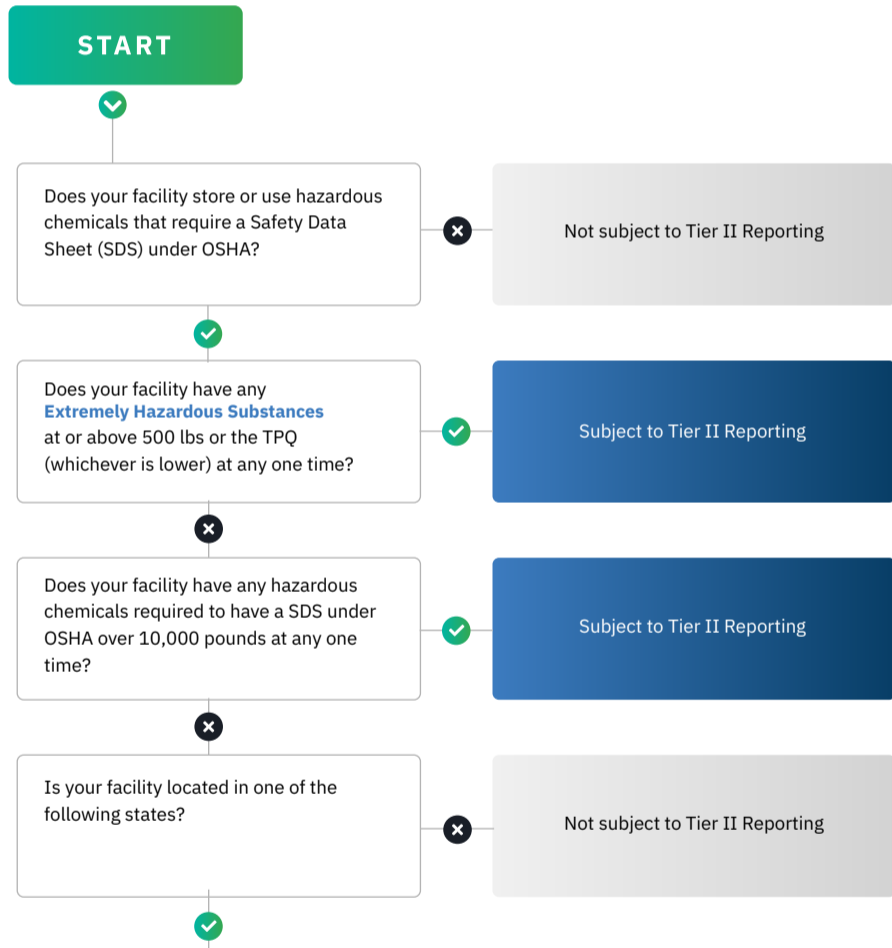 START
Does your facility store or use hazardous
chemicals that require a Safety Data
Sheet (SDS) under OSHA?
Not subject to Tier II Reporting
Does your facility have any
Extremely Hazardous Substances
at or above 500 lbs or the TPQ
(whichever is lower) at any one time?
Subject to Tier II Reporting
Does your facility have any hazardous
chemicals required to have a SDS under
OSHA over 10,000 pounds at any one
time?
Subject to Tier II Reporting
Is your facility located in one of the
following states?
Not subject to Tier II Reporting